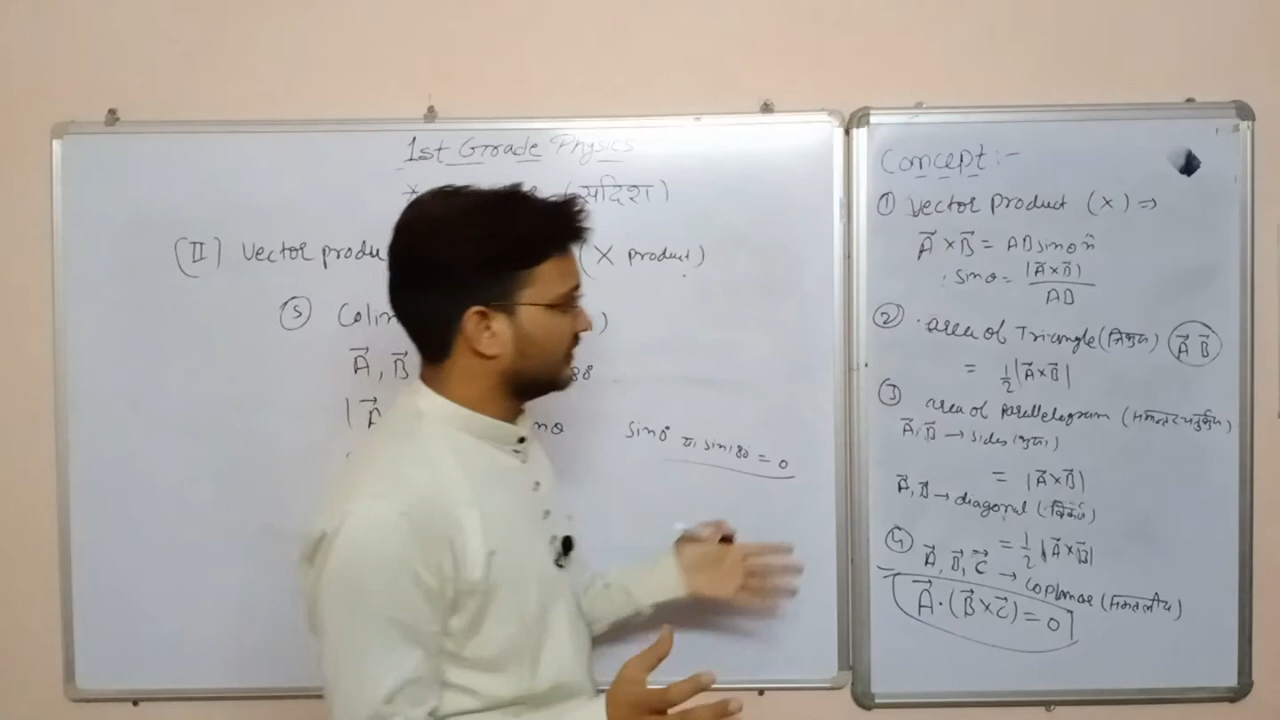 1st Grade Physics
* (सदिश)
(II) Vector produ (X product)
⑤ Colin )
A⃗, B⃗ 180
|A⃗ inθ
sin0° या sin180 = 0
Concept :-
① Vector Product (X) ⇒
A⃗ × B⃗ = AB sinθ n̂
sinθ = |A⃗×B⃗| / AB
② area of Triangle (त्रिभुज) A⃗ B⃗
= 1/2 |A⃗×B⃗|
③ area of Parallelogram (समान्तर चतुर्भुज)
A⃗, B⃗ → sides (भुजा)
= |A⃗×B⃗|
A⃗, B⃗ → diagonal (विकर्ण)
= 1/2 |A⃗×B⃗|
④ A⃗, B⃗, C⃗ → Coplanar (समतलीय)
A⃗·(B⃗×C⃗) = 0